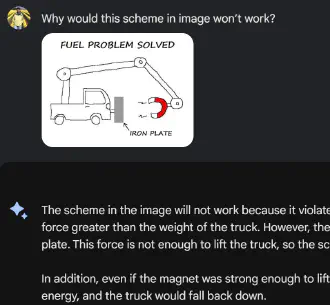 Why would this scheme in image won't work?
FUEL PROBLEM SOLVED
IRON PLATE
The scheme in the image will not work because it violate
force greater than the weight of the truck. However, the
plate. This force is not enough to lift the truck, so the sc
In addition, even if the magnet was strong enough to lift
energy, and the truck would fall back down.